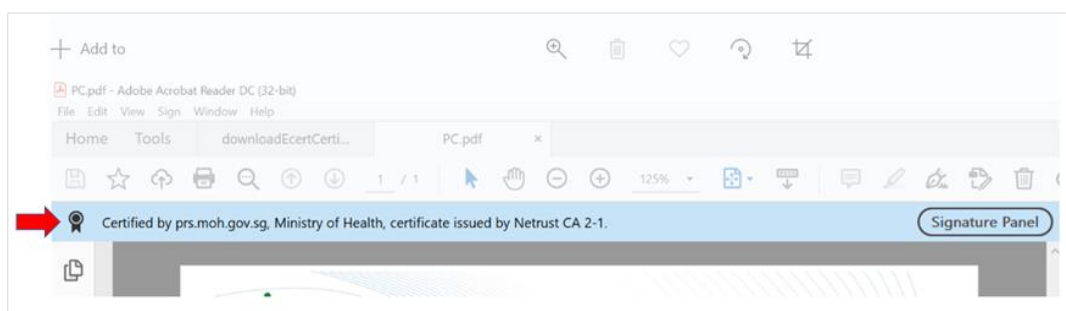 Add to
PC.pdf - Adobe Acrobat Reader DC (32-bit)
File Edit View Sign Window Help
Home Tools downloadEcertCerti... PC.pdf ×
1 / 1 125%
Certified by prs.moh.gov.sg, Ministry of Health, certificate issued by Netrust CA 2-1. Signature Panel